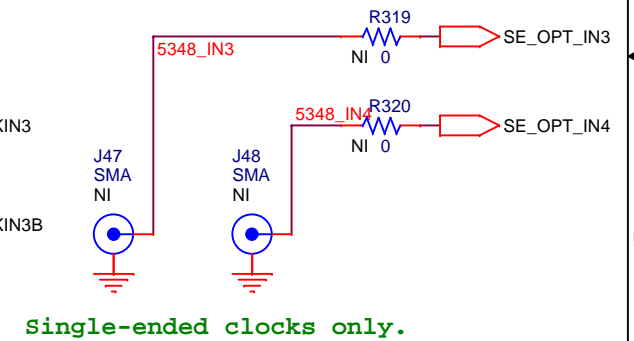 R319
5348_IN3
SE_OPT_IN3
NI 0
R320
5348_IN4
SE_OPT_IN4
KIN3
NI 0
J47
SMA
NI
J48
SMA
NI
KIN3B
Single-ended clocks only.